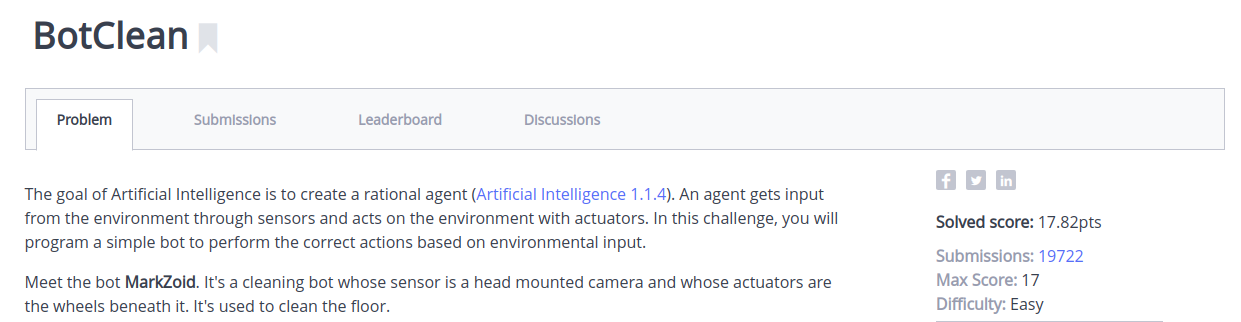 BotClean
Problem
Submissions
Leaderboard
Discussions
The goal of Artificial Intelligence is to create a rational agent (Artificial Intelligence 1.1.4). An agent gets input
from the environment through sensors and acts on the environment with actuators. In this challenge, you will
program a simple bot to perform the correct actions based on environmental input.
Meet the bot MarkZoid. It's a cleaning bot whose sensor is a head mounted camera and whose actuators are
the wheels beneath it. It's used to clean the floor.
Solved score: 17.82pts
Submissions: 19722
Max Score: 17
Difficulty: Easy